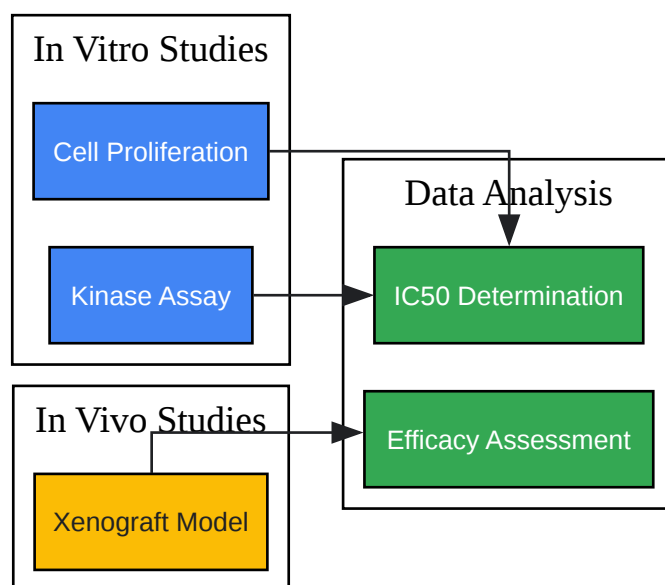 In Vitro Studies
Cell Proliferation
Kinase Assay
Data Analysis
IC50 Determination
Efficacy Assessment
In Vivo Studies
Xenograft Model